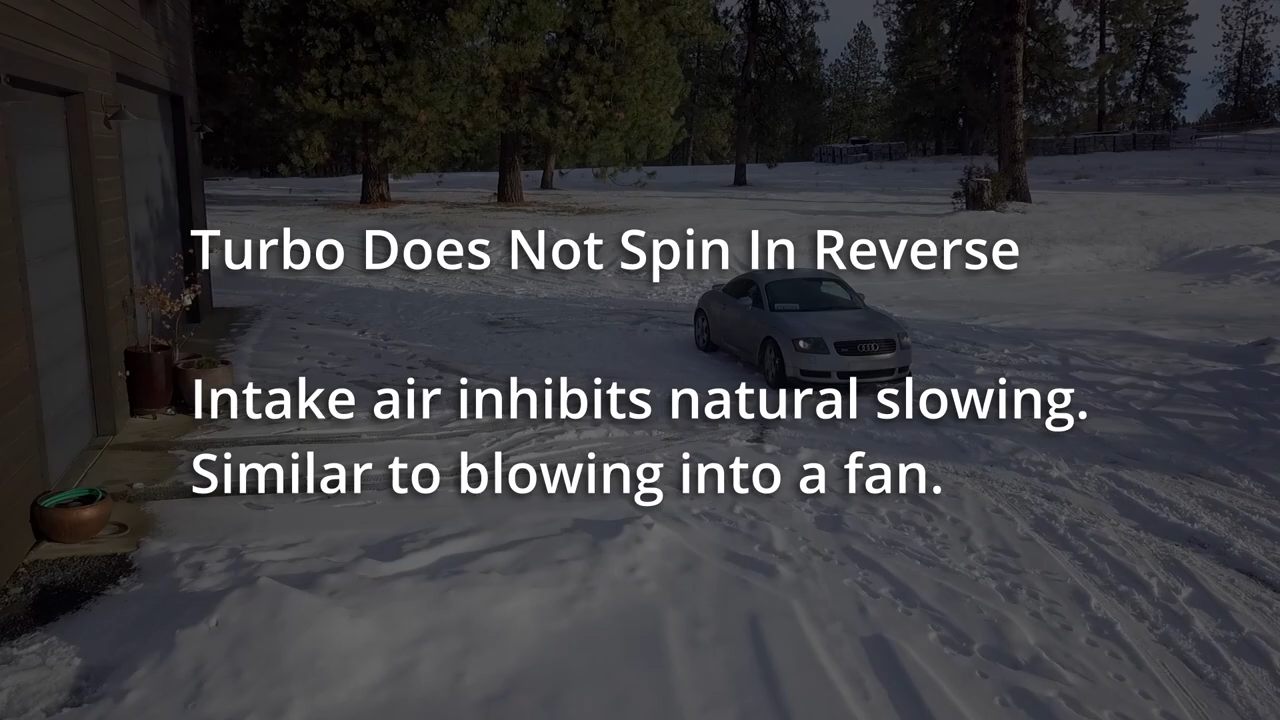 Turbo Does Not Spin In Reverse
Intake air inhibits natural slowing.
Similar to blowing into a fan.